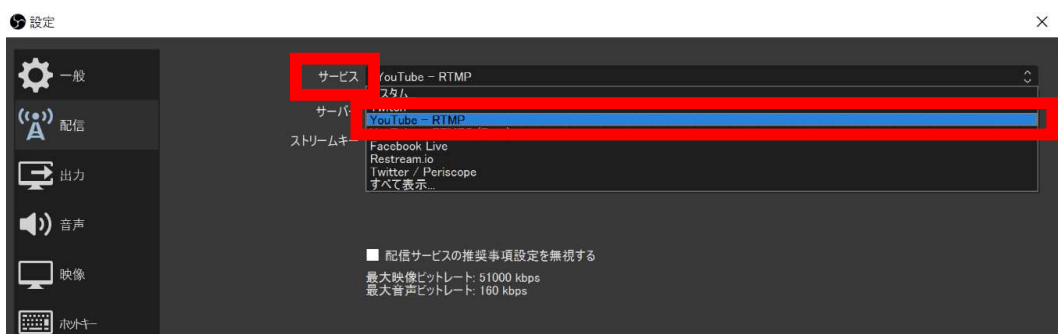 設定
一般
配信
出力
音声
映像
ホットキー
サービス
YouTube - RTMP
サーバ
ストリームキー
YouTube - RTMP
Facebook Live
Restream.io
Twitter / Periscope
すべて表示...
配信サービスの推奨事項設定を無視する
最大映像ビットレート: 51000 kbps
最大音声ビットレート: 160 kbps